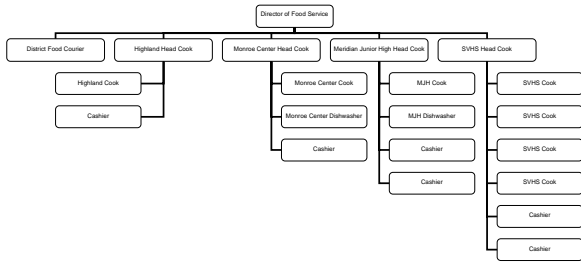 Director of Food Service
District Food Courier
Highland Head Cook
Monroe Center Head Cook
Meridian Junior High Head Cook
SVHS Head Cook
Highland Cook
Cashier
Monroe Center Cook
Monroe Center Dishwasher
Cashier
MJH Cook
MJH Dishwasher
Cashier
Cashier
SVHS Cook
SVHS Cook
SVHS Cook
SVHS Cook
Cashier
Cashier